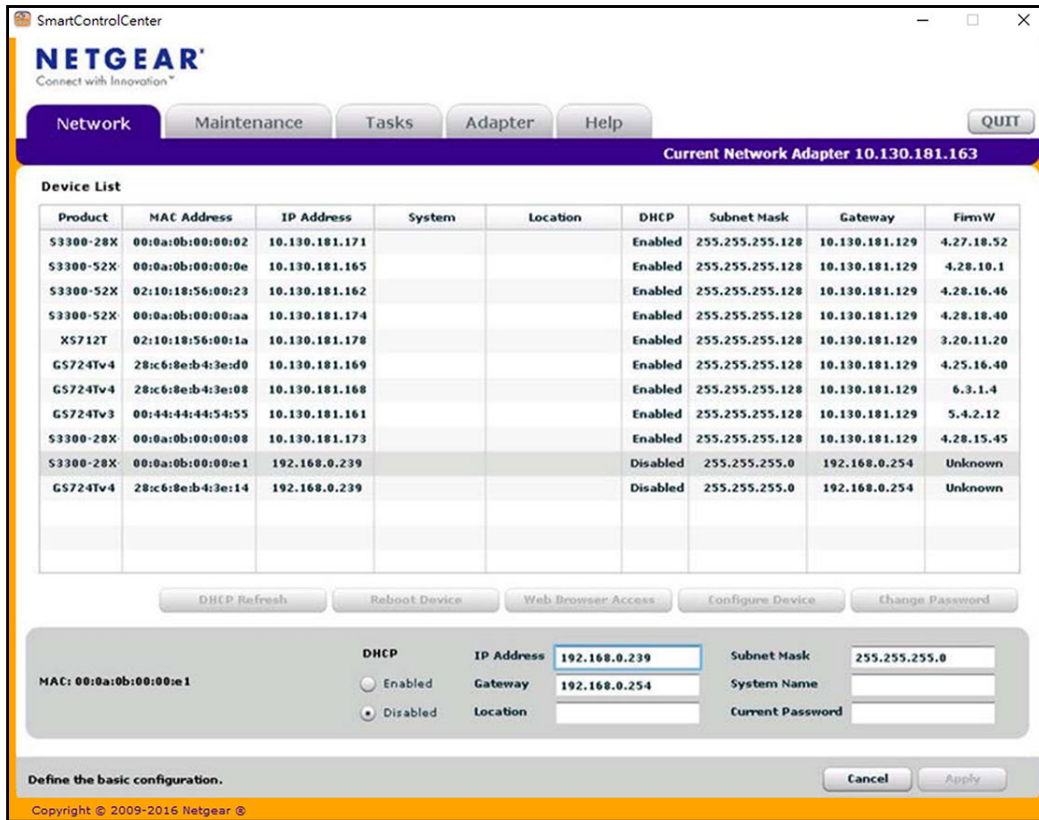 SmartControlCenter
NETGEAR®
Connect with Innovation™
Network Maintenance Tasks Adapter Help QUIT
Current Network Adapter 10.130.181.163
Device List
Product MAC Address IP Address System Location DHCP Subnet Mask Gateway FirmW
S3300-28X 00:0a:0b:00:00:02 10.130.181.171 Enabled 255.255.255.128 10.130.181.129 4.27.18.52
S3300-52X- 00:0a:0b:00:00:0e 10.130.181.165 Enabled 255.255.255.128 10.130.181.129 4.28.10.1
S3300-52X 02:10:18:56:00:23 10.130.181.162 Enabled 255.255.255.128 10.130.181.129 4.28.16.46
S3300-52X- 00:0a:0b:00:00:aa 10.130.181.174 Enabled 255.255.255.128 10.130.181.129 4.28.18.40
XS712T 02:10:18:56:00:1a 10.130.181.178 Enabled 255.255.255.128 10.130.181.129 3.20.11.20
GS724Tv4 28:c6:8e:b4:3e:d0 10.130.181.169 Enabled 255.255.255.128 10.130.181.129 4.25.16.40
GS724Tv4 28:c6:8e:b4:3e:08 10.130.181.168 Enabled 255.255.255.128 10.130.181.129 6.3.1.4
GS724Tv3 00:44:44:44:54:55 10.130.181.161 Enabled 255.255.255.128 10.130.181.129 5.4.2.12
S3300-28X- 00:0a:0b:00:00:08 10.130.181.173 Enabled 255.255.255.128 10.130.181.129 4.28.15.45
S3300-28X- 00:0a:0b:00:00:e1 192.168.0.239 Disabled 255.255.255.0 192.168.0.254 Unknown
GS724Tv4 28:c6:8e:b4:3e:14 192.168.0.239 Disabled 255.255.255.0 192.168.0.254 Unknown
DHCP Refresh Reboot Device Web Browser Access Configure Device Change Password
DHCP IP Address 192.168.0.239 Subnet Mask 255.255.255.0
MAC: 00:0a:0b:00:00:e1 Enabled Gateway 192.168.0.254 System Name
Disabled Location Current Password
Define the basic configuration. Cancel Apply
Copyright © 2009-2016 Netgear ®